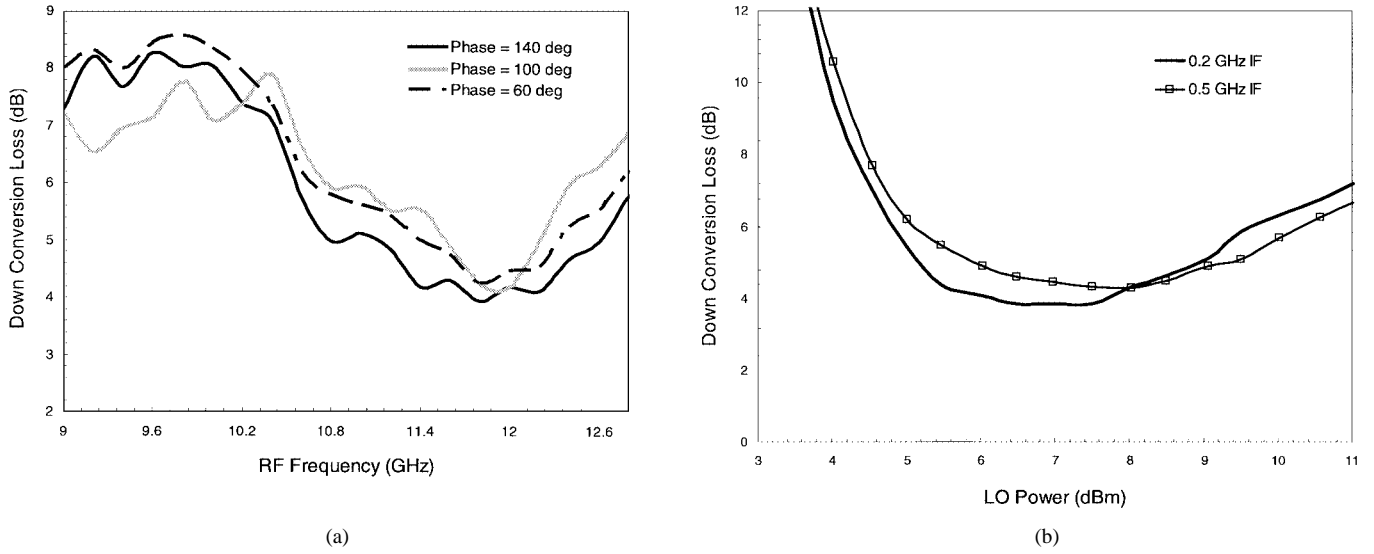 9
8
7
6
5
4
3
2
Down Conversion Loss (dB)
Phase = 140 deg
Phase = 100 deg
Phase = 60 deg
9 9.6 10.2 10.8 11.4 12 12.6
RF Frequency (GHz)
(a)
12
10
8
6
4
2
0
Down Conversion Loss (dB)
0.2 GHz IF
0.5 GHz IF
3 4 5 6 7 8 9 10 11
LO Power (dBm)
(b)